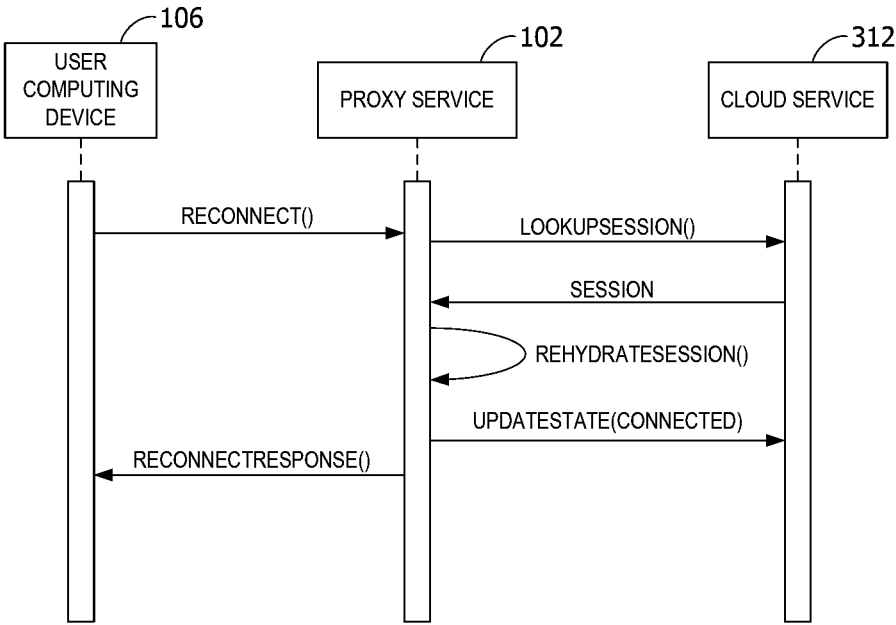 106
102
312
USER
COMPUTING
DEVICE
PROXY SERVICE
CLOUD SERVICE
RECONNECT()
LOOKUPSESSION()
SESSION
REHYDRATESESSION()
UPDATESTATE(CONNECTED)
RECONNECTRESPONSE()